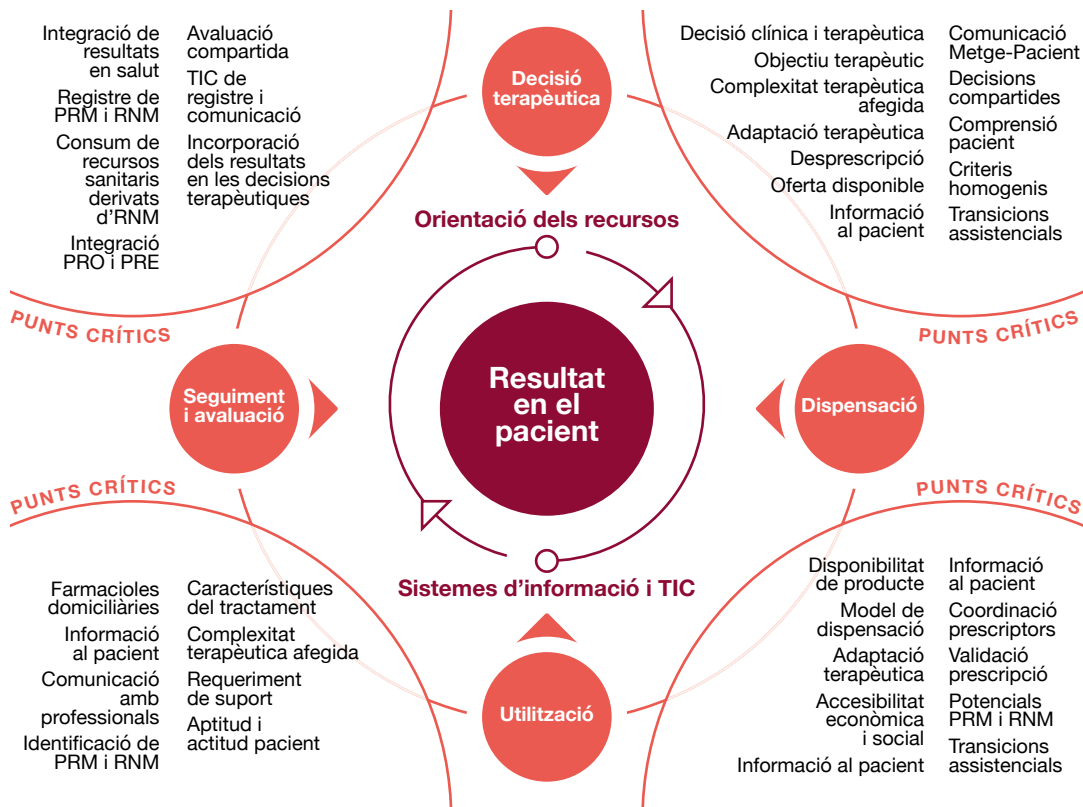 Integració de
resultats
en salut
Registre de
PRM i RNM
Consum de
recursos
sanitaris
derivats
d'RNM
Integració
PRO i PRE
Avaluació
compartida
TIC de
registre i
comunicació
Incorporació
dels resultats
en les decisions
terapèutiques
PUNTS CRÍTICS
Decisió
terapèutica
Decisió clínica i terapèutica
Objectiu terapèutic
Complexitat terapèutica
afegida
Adaptació terapèutica
Desprescripció
Oferta disponible
Informació
al pacient
Comunicació
Metge-Pacient
Decisions
compartides
Comprensió
pacient
Criteris
homogenis
Transicions
assistencials
PUNTS CRÍTICS
Orientació dels recursos
Seguiment
i avaluació
Resultat
en el
pacient
Dispensació
Sistemes d'informació i TIC
Utilització
PUNTS CRÍTICS
Farmacioles
domiciliàries
Informació
al pacient
Comunicació
amb
professionals
Identificació de
PRM i RNM
Característiques
del tractament
Complexitat
terapèutica afegida
Requeriment
de suport
Aptitud i
actitud pacient
PUNTS CRÍTICS
Disponibilitat
de producte
Model de
dispensació
Adaptació
terapèutica
Accesibilitat
econòmica
i social
Informació al pacient
Informació
al pacient
Coordinació
prescriptors
Validació
prescripció
Potencials
PRM i RNM
Transicions
assistencials